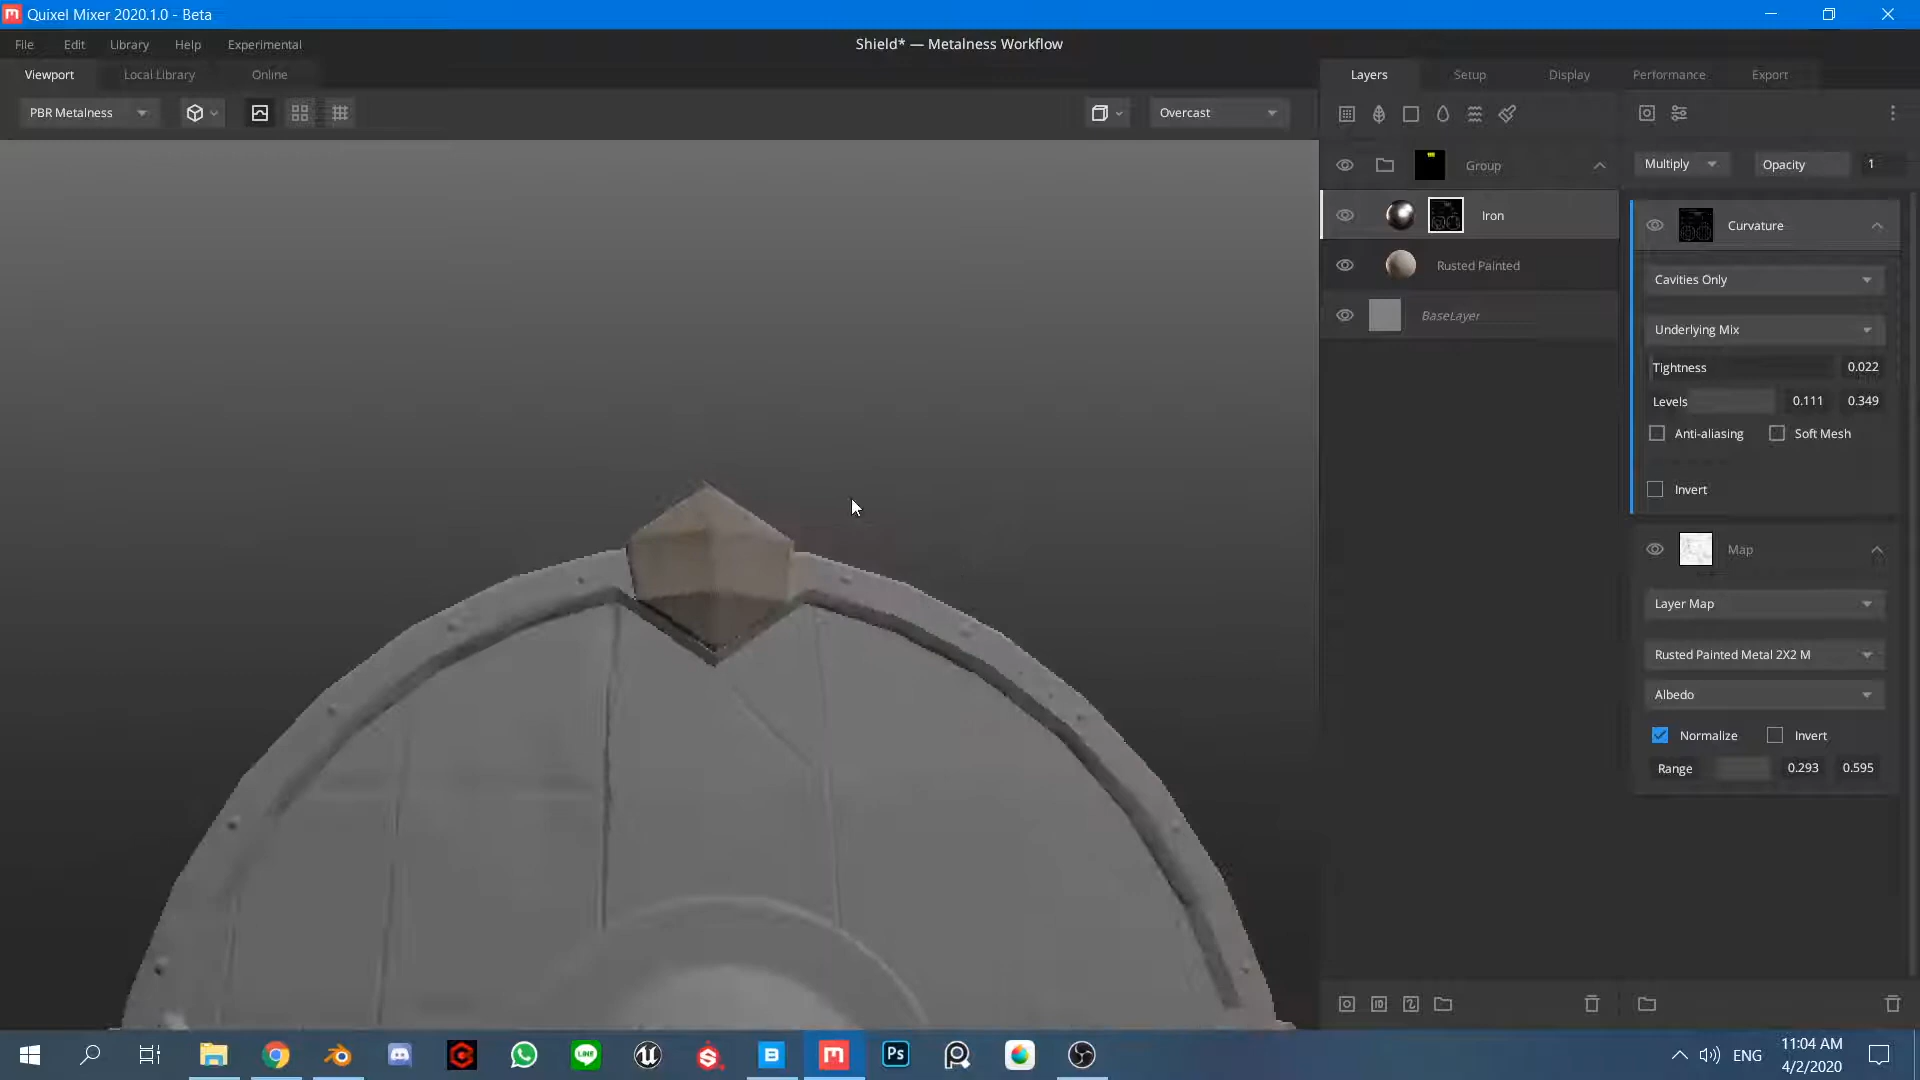 Quixel Mixer 2020.1.0 - Beta
File Edit Library Help Experimental
Shield* — Metalness Workflow
Viewport Local Library Online
Layers Setup Display Performance Export
PBR Metalness
Overcast
Group
Multiply Opacity 1
Iron
Curvature
Rusted Painted
Cavities Only
BaseLayer
Underlying Mix
Tightness 0.022
Levels 0.111 0.349
Anti-aliasing Soft Mesh
Invert
Map
Layer Map
Rusted Painted Metal 2X2 M
Albedo
Normalize Invert
Range 0.293 0.595
ID
LINE
Ps
ENG
11:04 AM
4/2/2020